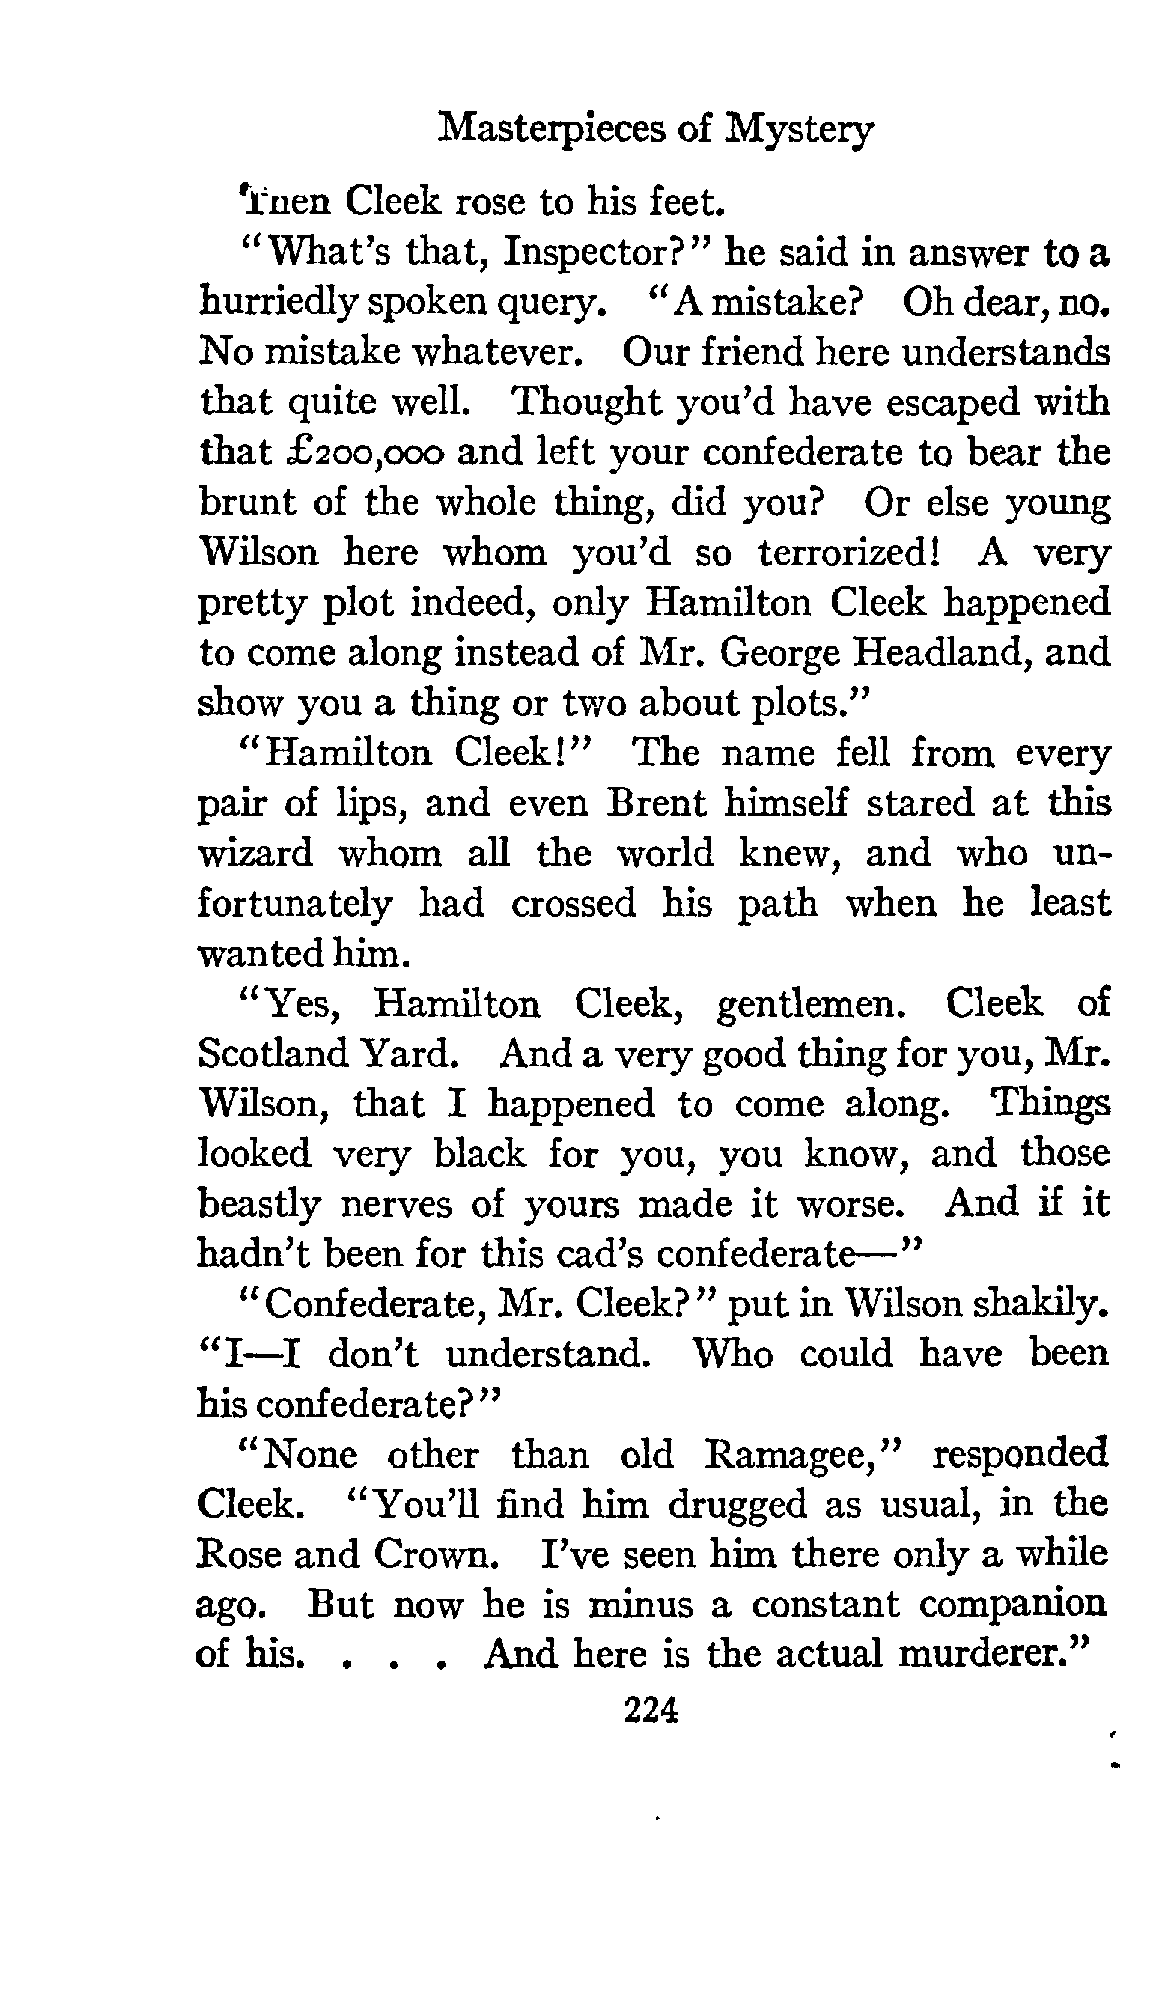 Masterpieces of Mystery
Then Cleek rose to his feet.
"What's that, Inspector?" he said in answer to a
hurriedly spoken query. "A mistake? Oh dear, no.
No mistake whatever. Our friend here understands
that quite well. Thought you'd have escaped with
that £200,000 and left your confederate to bear the
brunt of the whole thing, did you? Or else young
Wilson here whom you'd so terrorized! A very
pretty plot indeed, only Hamilton Cleek happened
to come along instead of Mr. George Headland, and
show you a thing or two about plots."
"Hamilton Cleek!" The name fell from every
pair of lips, and even Brent himself stared at this
wizard whom all the world knew, and who un-
fortunately had crossed his path when he least
wanted him.
"Yes, Hamilton Cleek, gentlemen. Cleek of
Scotland Yard. And a very good thing for you, Mr.
Wilson, that I happened to come along. Things
looked very black for you, you know, and those
beastly nerves of yours made it worse. And if it
hadn't been for this cad's confederate—"
"Confederate, Mr. Cleek?" put in Wilson shakily.
"I—I don't understand. Who could have been
his confederate?"
"None other than old Ramagee," responded
Cleek. "You'll find him drugged as usual, in the
Rose and Crown. I've seen him there only a while
ago. But now he is minus a constant companion
of his. . . . And here is the actual murderer."
224